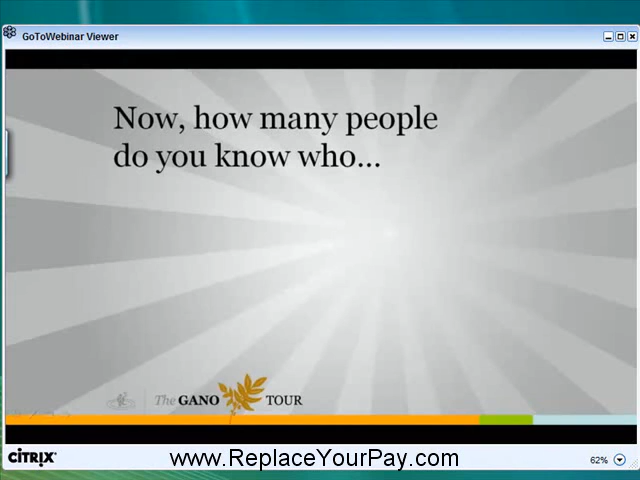 GoToWebinar Viewer
Now, how many people
do you know who...
The GANO TOUR
CITRIX
www.ReplaceYourPay.com
62%